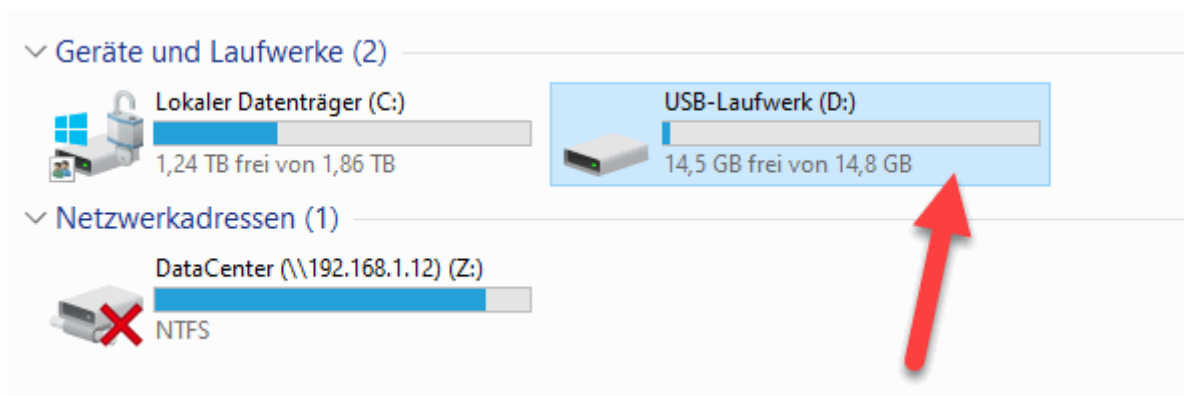 Geräte und Laufwerke (2)
Lokaler Datenträger (C:)
1,24 TB frei von 1,86 TB
USB-Laufwerk (D:)
14,5 GB frei von 14,8 GB
Netzwerkadressen (1)
DataCenter (\\192.168.1.12) (Z:)
NTFS